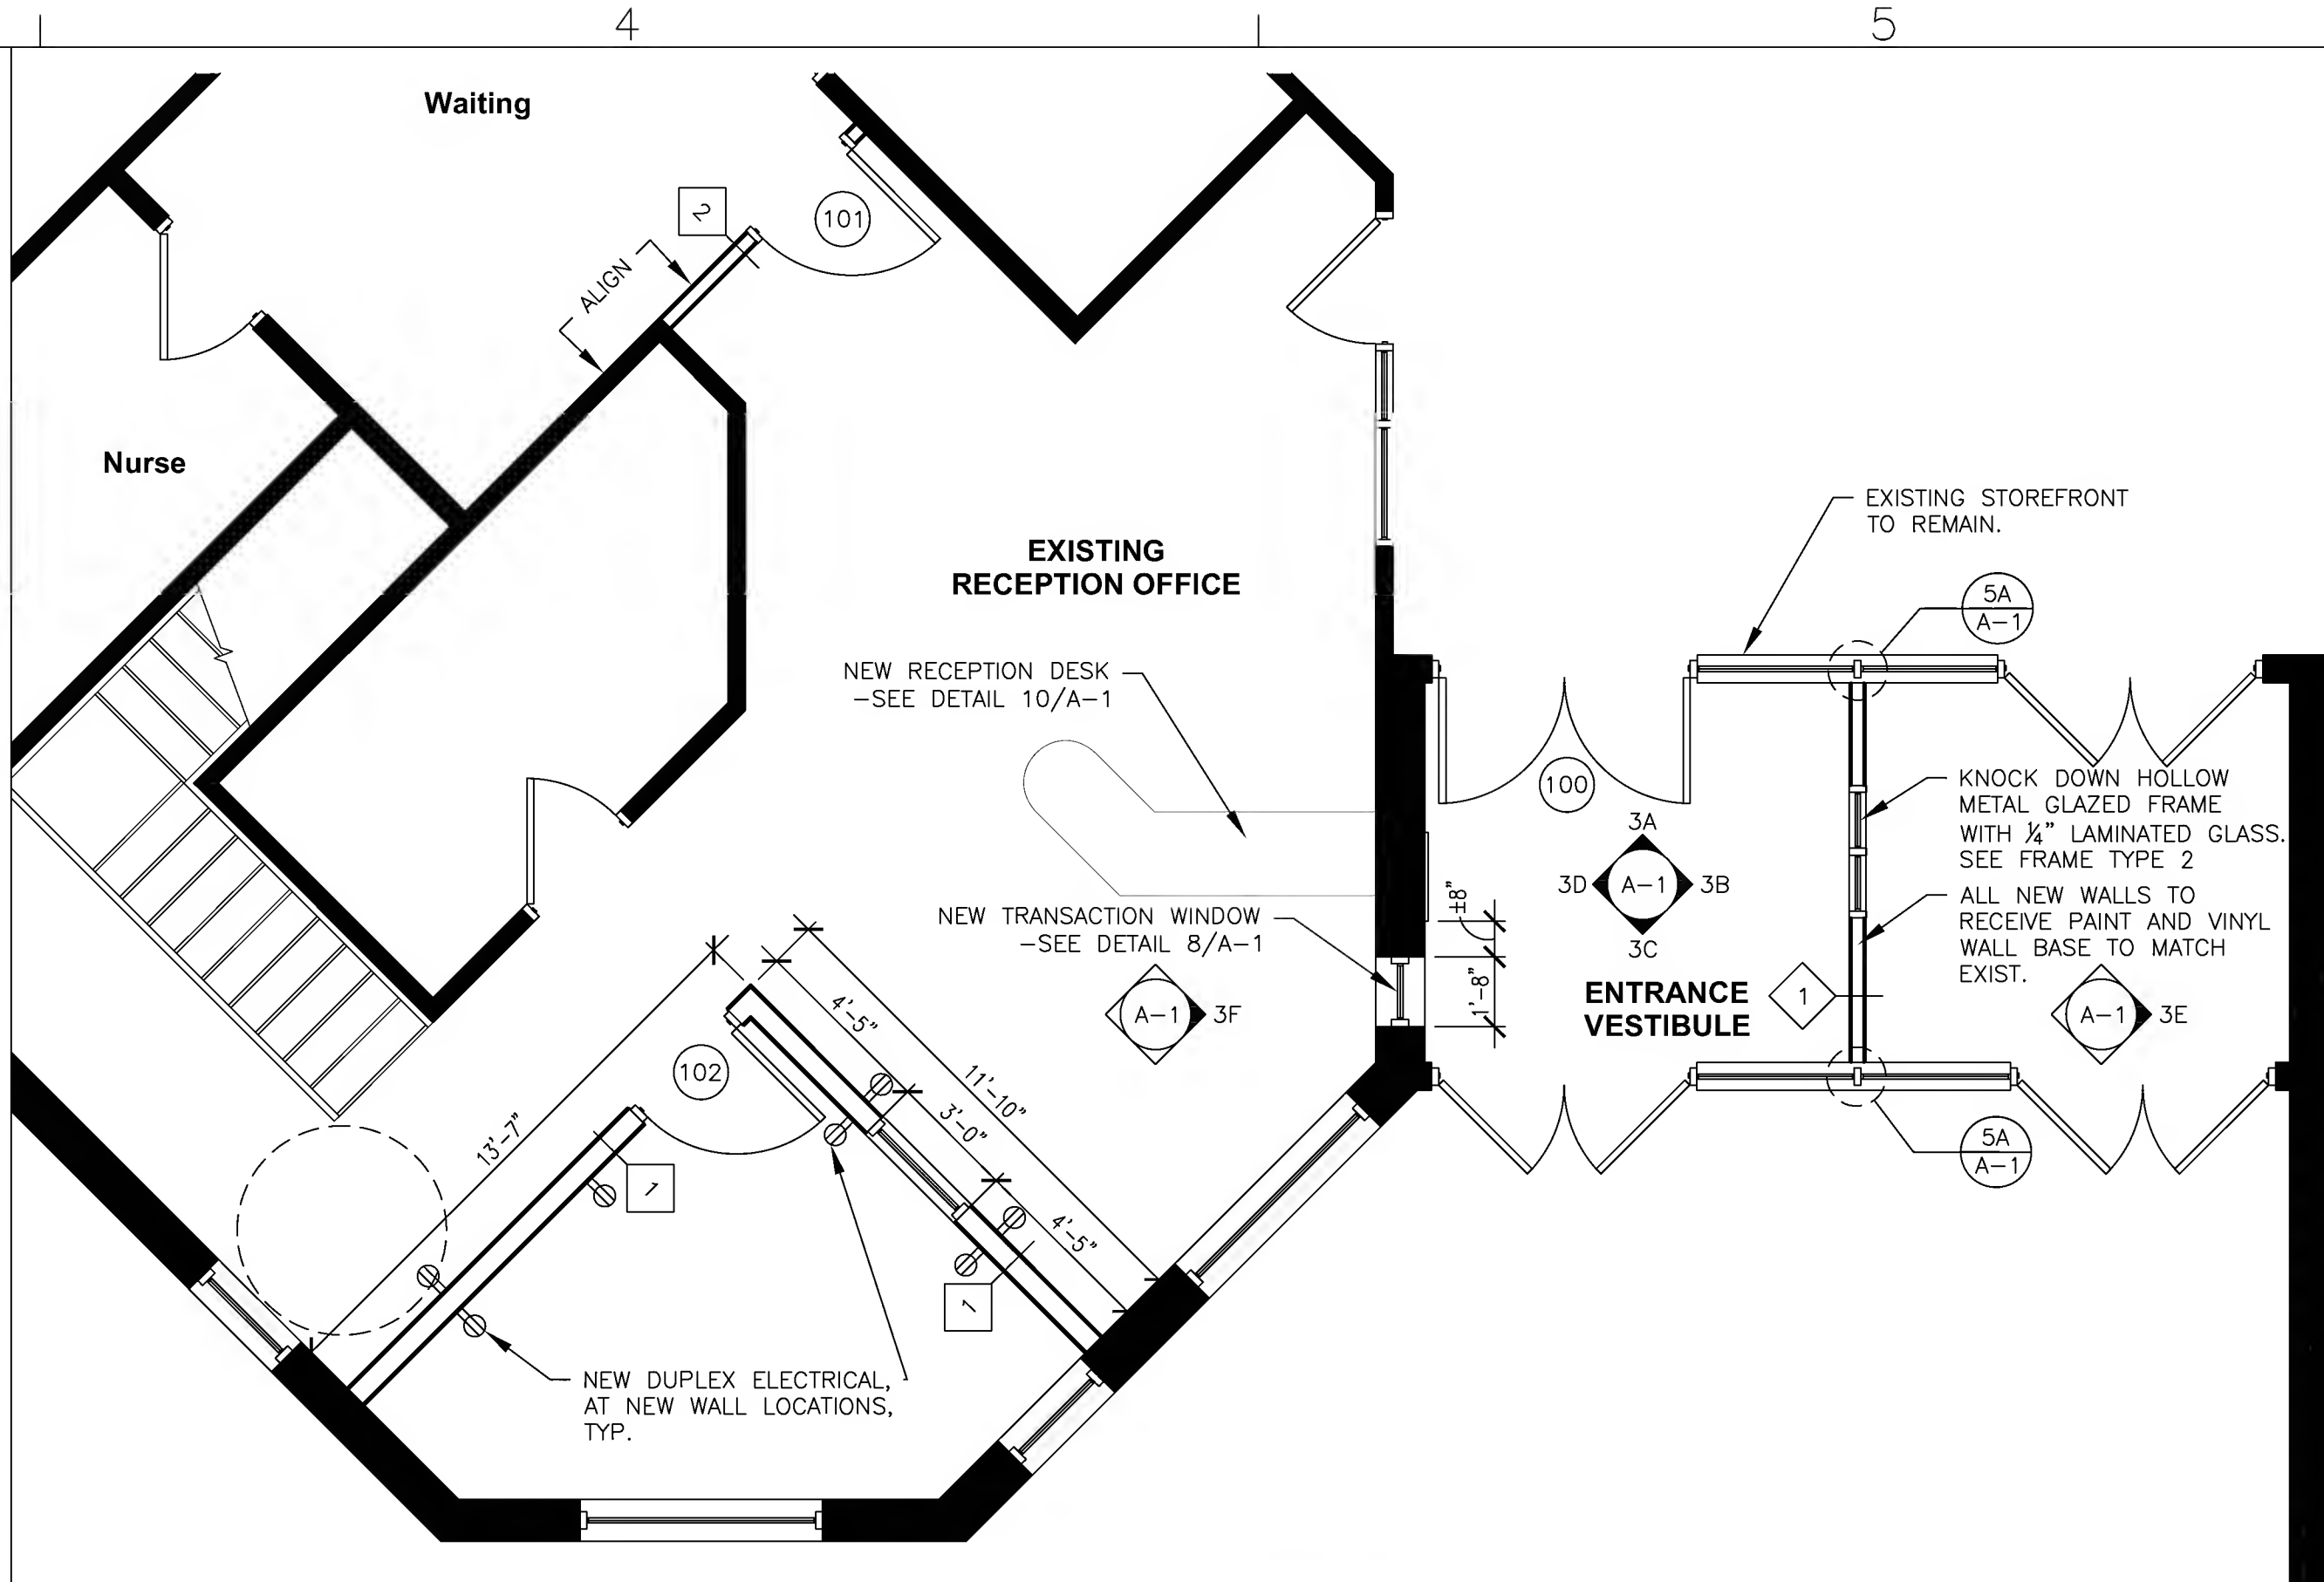 4
5
Waiting
2
101
ALIGN
Nurse
EXISTING
RECEPTION OFFICE
EXISTING STOREFRONT
TO REMAIN.
5A
A-1
NEW RECEPTION DESK
-SEE DETAIL 10/A-1
100
KNOCK DOWN HOLLOW
METAL GLAZED FRAME
WITH ¼" LAMINATED GLASS.
SEE FRAME TYPE 2
3A
3D
A-1
3B
3C
±8"
ALL NEW WALLS TO
RECEIVE PAINT AND VINYL
WALL BASE TO MATCH
EXIST.
NEW TRANSACTION WINDOW
-SEE DETAIL 8/A-1
1'-8"
ENTRANCE
VESTIBULE
1
A-1
3F
A-1
3E
4'-5"
11'-10"
3'-0"
4'-5"
102
13'-7"
1
1
5A
A-1
NEW DUPLEX ELECTRICAL,
AT NEW WALL LOCATIONS,
TYP.